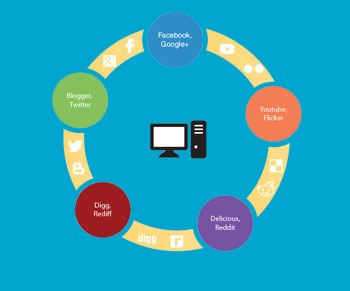 Facebook,
Google+
Youtube,
Flicker
Delicious,
Reddit
digg
Digg,
Rediff
Blogger,
Twitter